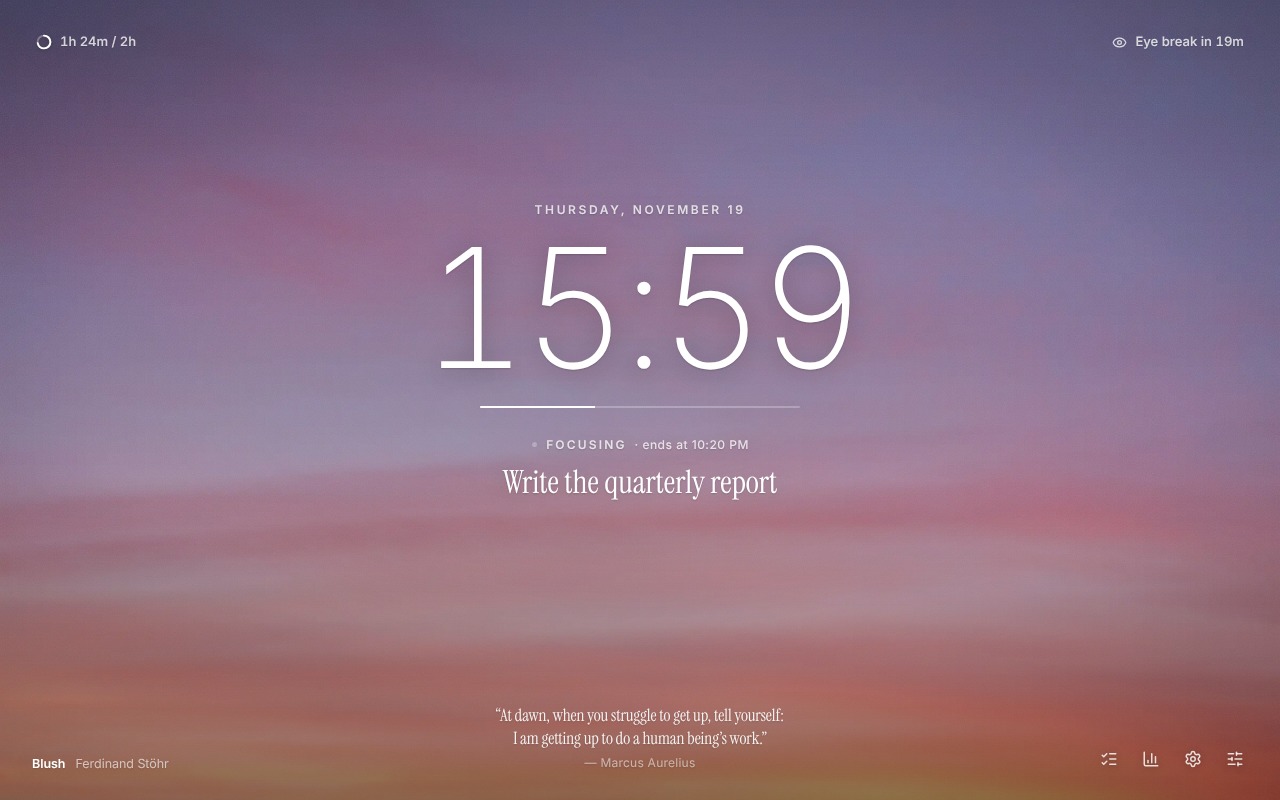 1h 24m / 2h
Eye break in 19m
THURSDAY, NOVEMBER 19
15:59
FOCUSING · ends at 10:20 PM
Write the quarterly report
“At dawn, when you struggle to get up, tell yourself:
I am getting up to do a human being’s work.”
— Marcus Aurelius
Blush Ferdinand Stöhr